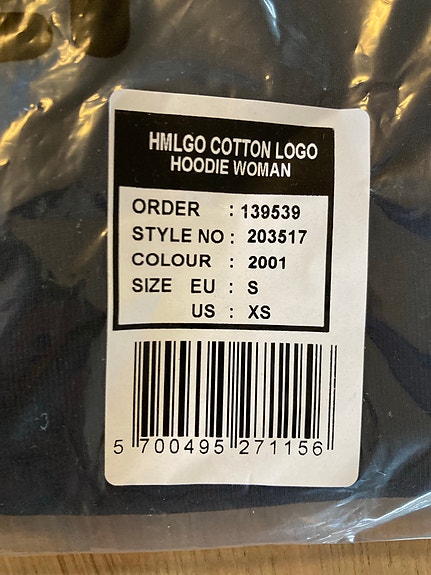 HMLGO COTTON LOGO
HOODIE WOMAN
ORDER : 139539
STYLE NO : 203517
COLOUR : 2001
SIZE EU : S
US : XS
5 700495 271156